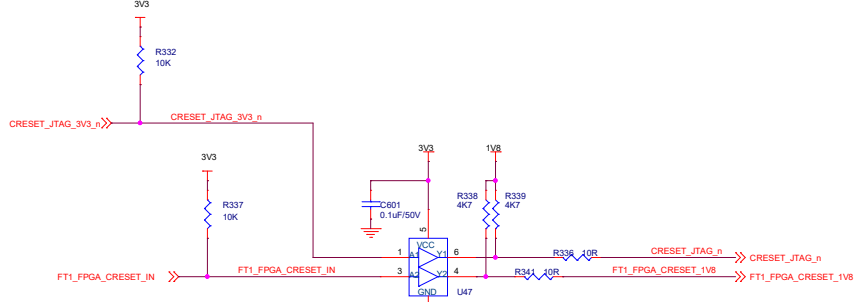 3V3
R332
10K
CRESET_JTAG_3V3_n
CRESET_JTAG_3V3_n
3V3
R337
10K
3V3
1V8
C601
0.1uF/50V
R338
4K7
R339
4K7
5
VCC
1
A1
Y1
6
R336
10R
CRESET_JTAG_n
CRESET_JTAG_n
FT1_FPGA_CRESET_IN
FT1_FPGA_CRESET_IN
3
A2
Y2
4
R341
10R
FT1_FPGA_CRESET_1V8
FT1_FPGA_CRESET_1V8
GND
U47